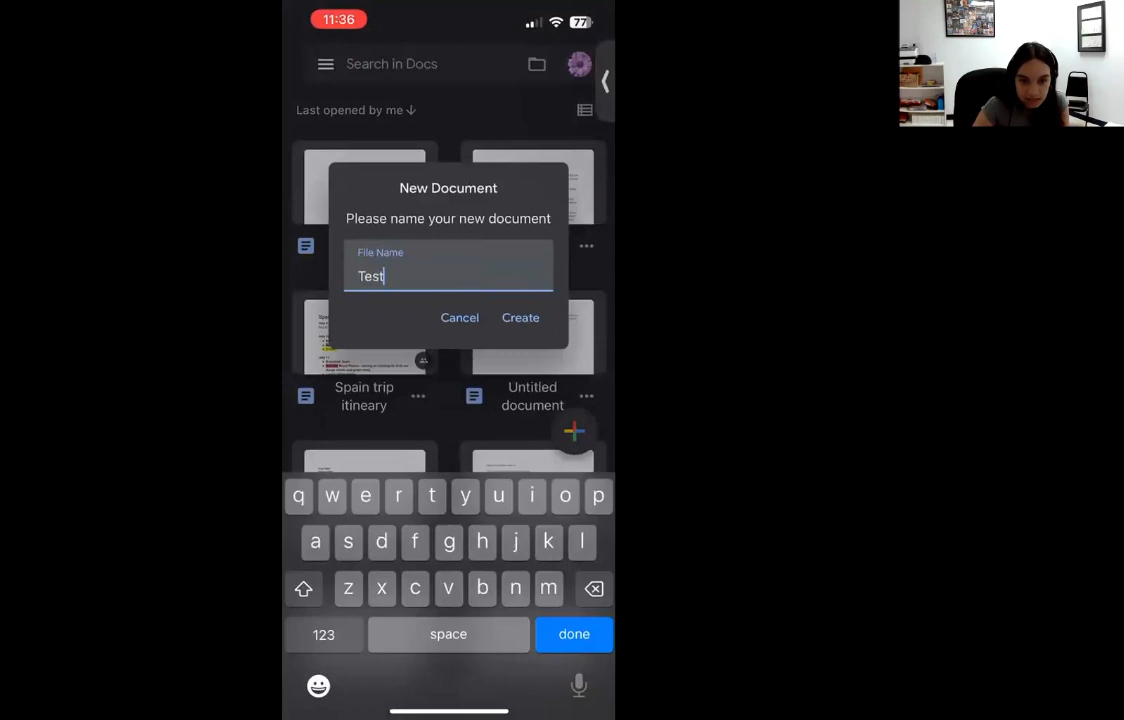 11:36
77
Search in Docs
Last opened by me
New Document
Please name your new document
File Name
Test
Cancel
Create
Spain trip
itineary
Untitled
document
q w e r t y u i o p
a s d f g h j k l
z x c v b n m
123
space
done